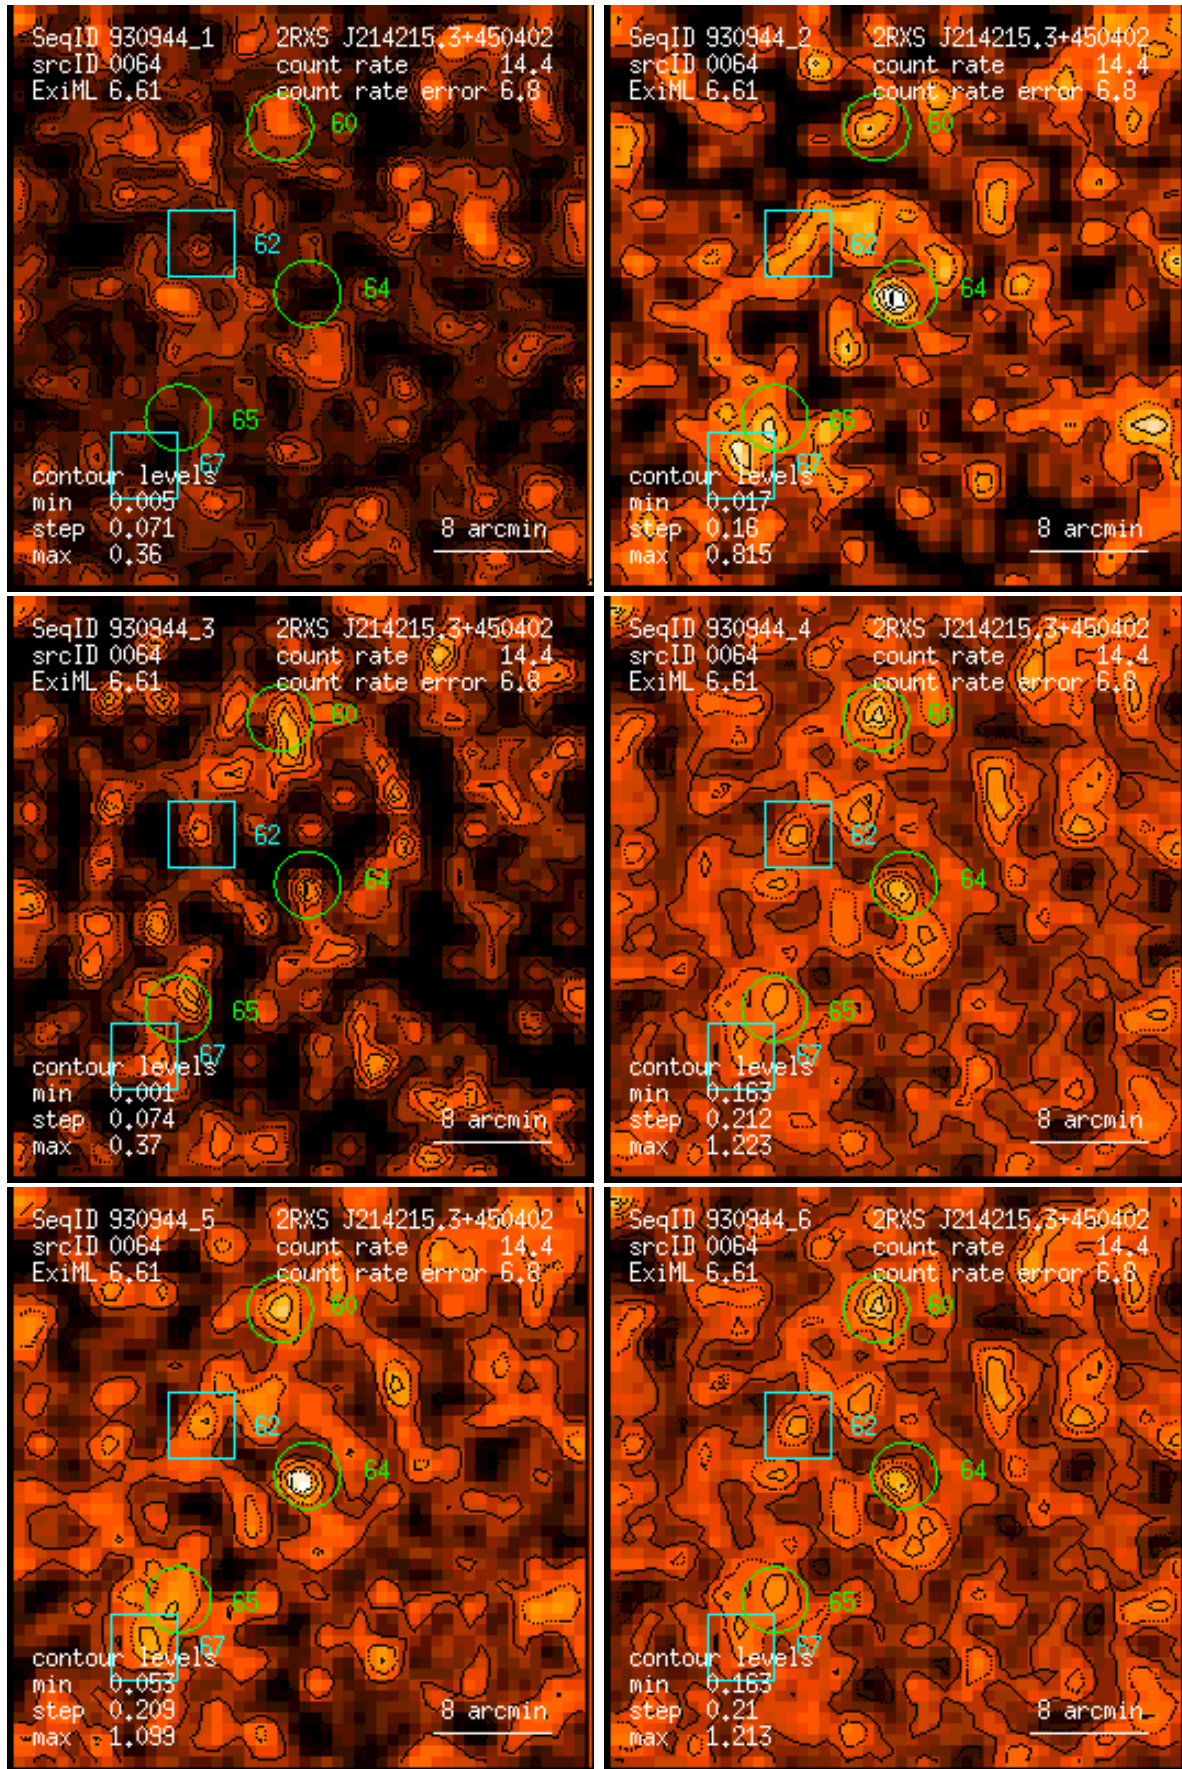 SeqID 930944_1 2RXS J214215.3+450402
srcID 0064 count rate 14.4
ExiML 6.61 count rate error 6.8
60
62
64
65
67
contour levels
min 0.005
step 0.071 8 arcmin
max 0.36
SeqID 930944_2 2RXS J214215.3+450402
srcID 0064 count rate 14.4
ExiML 6.61 count rate error 6.8
60
62
64
65
67
contour levels
min 0.017
step 0.16 8 arcmin
max 0.815
SeqID 930944_3 2RXS J214215.3+450402
srcID 0064 count rate 14.4
ExiML 6.61 count rate error 6.8
60
62
64
65
67
contour levels
min 0.001
step 0.074 8 arcmin
max 0.37
SeqID 930944_4 2RXS J214215.3+450402
srcID 0064 count rate 14.4
ExiML 6.61 count rate error 6.8
60
62
64
65
67
contour levels
min 0.163
step 0.212 8 arcmin
max 1.223
SeqID 930944_5 2RXS J214215.3+450402
srcID 0064 count rate 14.4
ExiML 6.61 count rate error 6.8
60
62
64
65
67
contour levels
min 0.053
step 0.209 8 arcmin
max 1.099
SeqID 930944_6 2RXS J214215.3+450402
srcID 0064 count rate 14.4
ExiML 6.61 count rate error 6.8
60
62
64
65
67
contour levels
min 0.163
step 0.21 8 arcmin
max 1.213